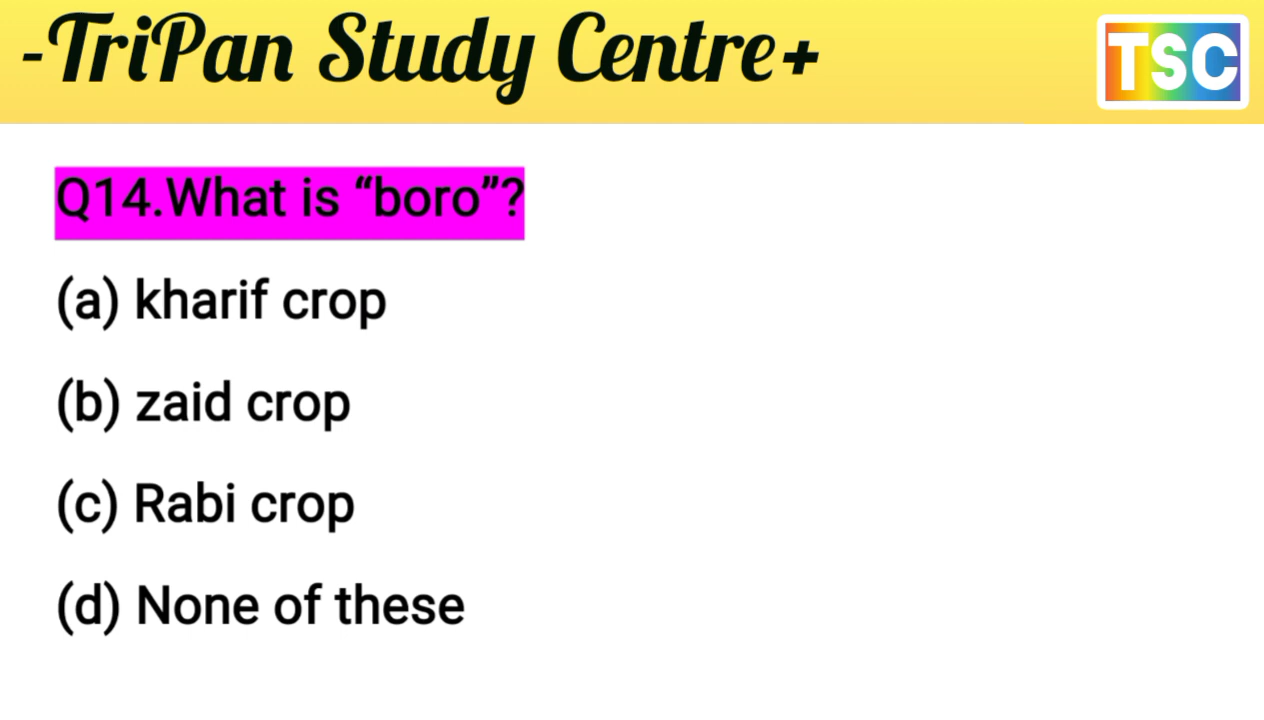 -TriPan Study Centre+
TSC
Q14.What is “boro”?
(a) kharif crop
(b) zaid crop
(c) Rabi crop
(d) None of these